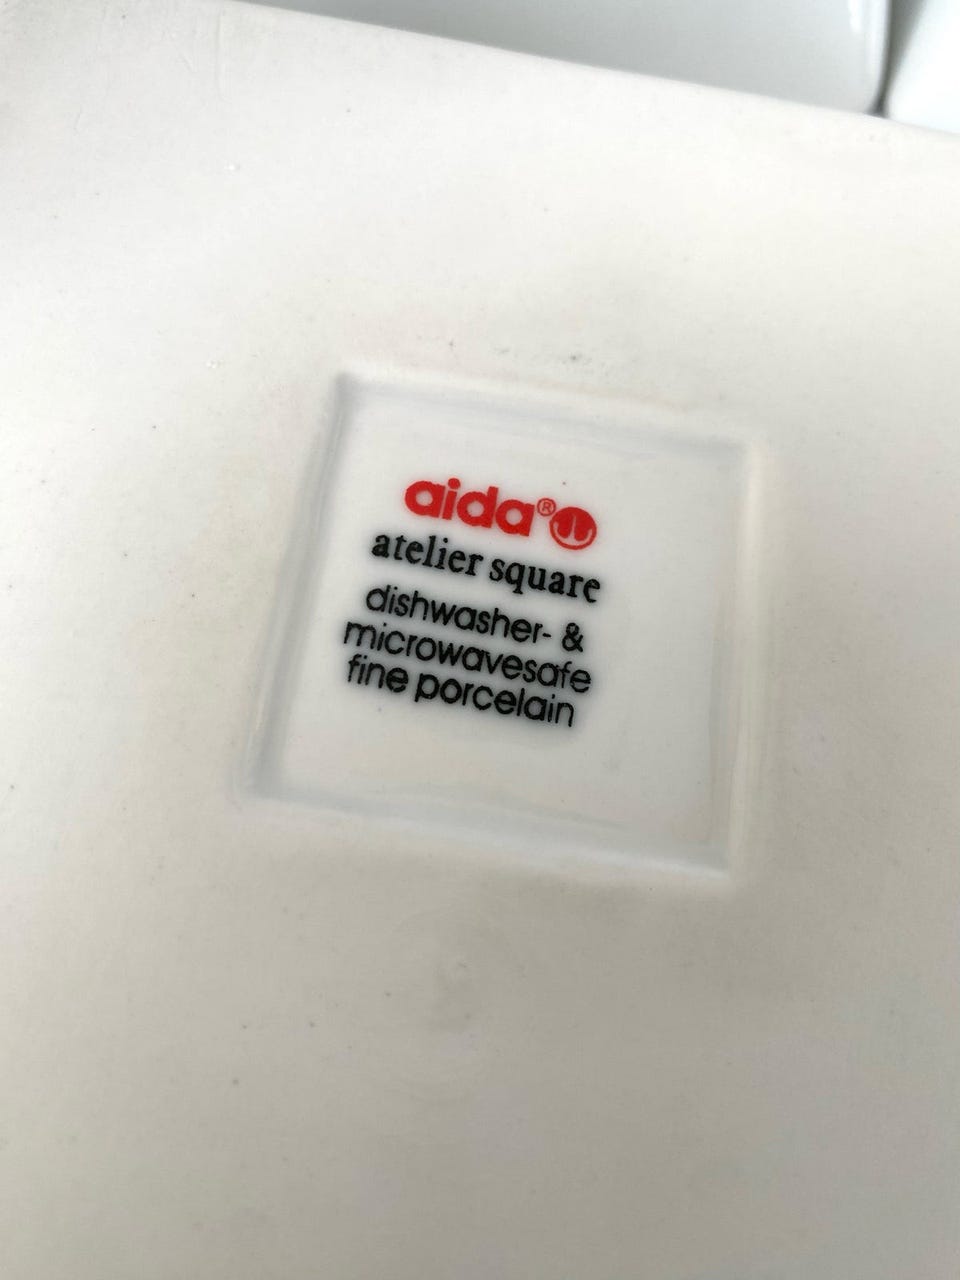 aida®
atelier square
dishwasher- &
microwavesafe
fine porcelain